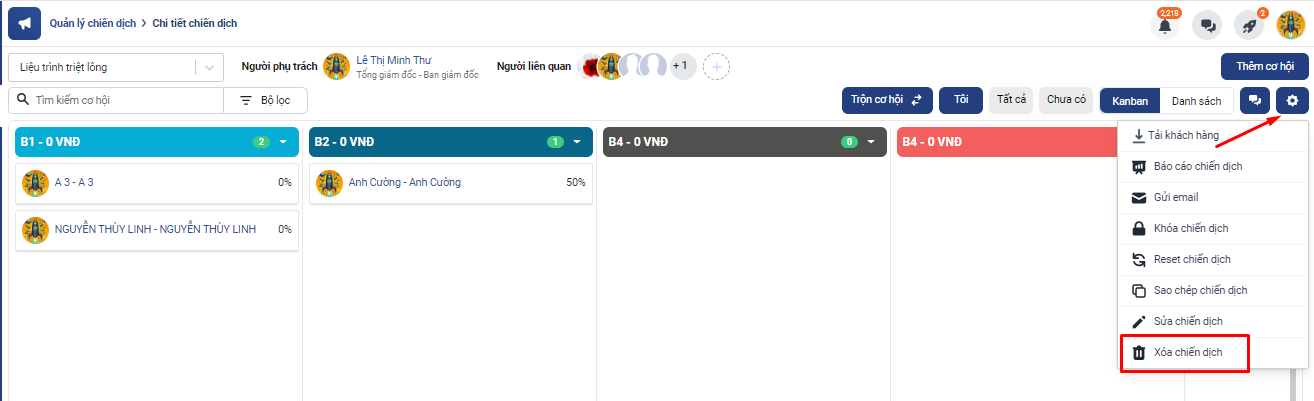 Quản lý chiến dịch > Chi tiết chiến dịch
2,218
2
Liệu trình triệt lông
Người phụ trách
Lê Thị Minh Thư
Tổng giám đốc - Ban giám đốc
Người liên quan
+ 1
Thêm cơ hội
Tìm kiếm cơ hội
Bộ lọc
Trộn cơ hội
Tôi
Tất cả
Chưa có
Kanban
Danh sách
B1 - 0 VNĐ
2
B2 - 0 VNĐ
1
B4 - 0 VNĐ
0
B4 - 0 VNĐ
A 3 - A 3
0%
Anh Cường - Anh Cường
50%
NGUYỄN THÙY LINH - NGUYỄN THÙY LINH
0%
Tải khách hàng
Báo cáo chiến dịch
Gửi email
Khóa chiến dịch
Reset chiến dịch
Sao chép chiến dịch
Sửa chiến dịch
Xóa chiến dịch